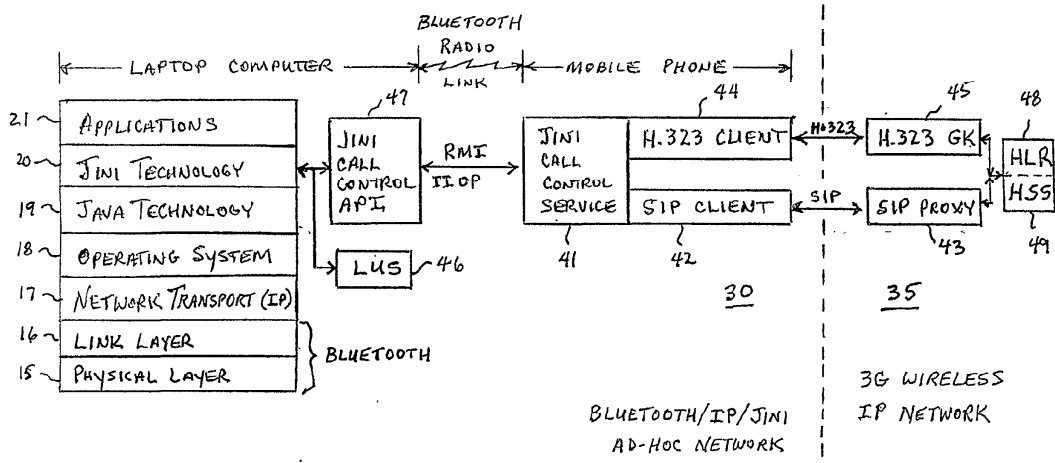 BLUETOOTH
RADIO
LINK
LAPTOP COMPUTER
MOBILE PHONE
21 APPLICATIONS
20 JINI TECHNOLOGY
19 JAVA TECHNOLOGY
18 OPERATING SYSTEM
17 NETWORK TRANSPORT (IP)
16 LINK LAYER
15 PHYSICAL LAYER
BLUETOOTH
47
JINI
CALL
CONTROL
API
LUS
46
RMI
IIOP
JINI
CALL
CONTROL
SERVICE
41
44
H.323 CLIENT
SIP CLIENT
42
H.323
SIP
45
H.323 GK
SIP PROXY
43
48
HLR
HSS
49
30
35
BLUETOOTH/IP/JINI
AD-HOC NETWORK
3G WIRELESS
IP NETWORK